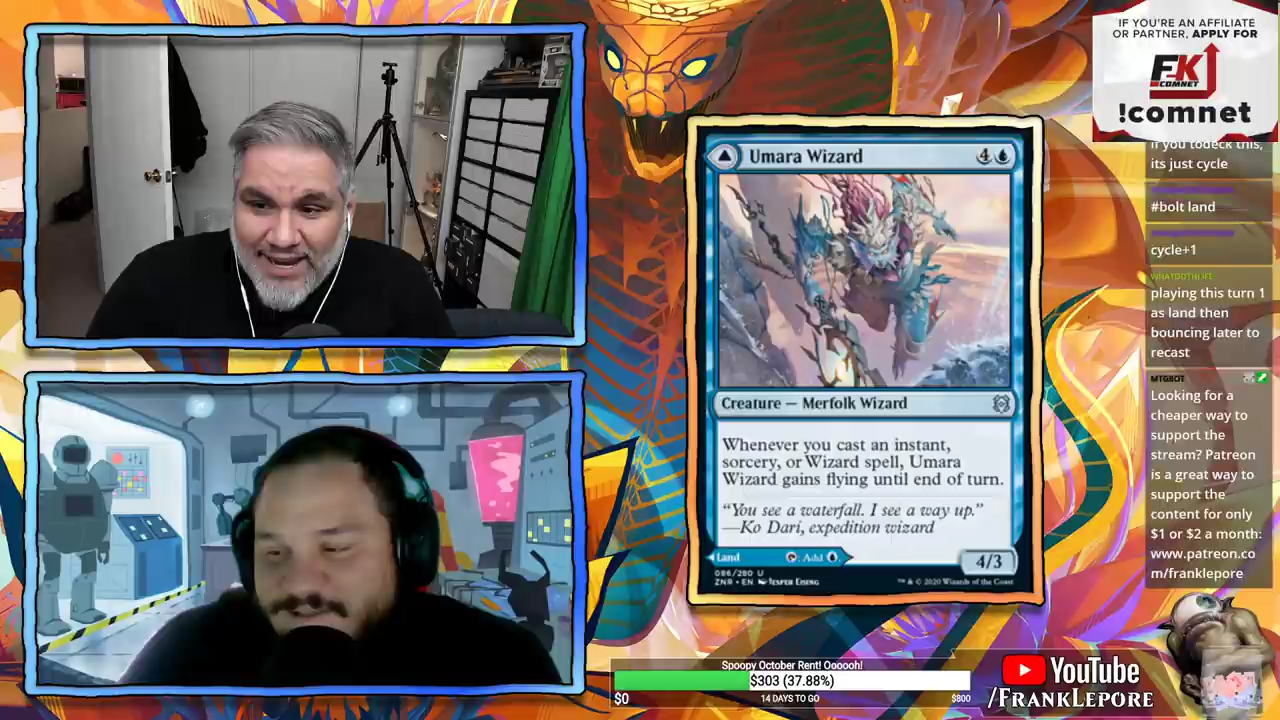 IF YOU'RE AN AFFILIATE
OR PARTNER, APPLY FOR
COMNET
!comnet
Umara Wizard
4
Creature — Merfolk Wizard
Whenever you cast an instant,
sorcery, or Wizard spell, Umara
Wizard gains flying until end of turn.
“You see a waterfall. I see a way up.”
—Ko Dari, expedition wizard
Land
: Add
4/3
086/280 U
ZNR • EN Jesper Ejsing
™ & © 2020 Wizards of the Coast
if you todeck this,
its just cycle
#bolt land
cycle+1
WHATDOTHLIFE
playing this turn 1
as land then
bouncing later to
recast
MTGBOT
Looking for a
cheaper way to
support the
stream? Patreon
is a great way to
support the
content for only
$1 or $2 a month:
www.patreon.co
m/franklepore
Spoopy October Rent! Oooooh!
$303 (37.88%)
$0
14 DAYS TO GO
$800
YouTube
/FRANKLEPORE